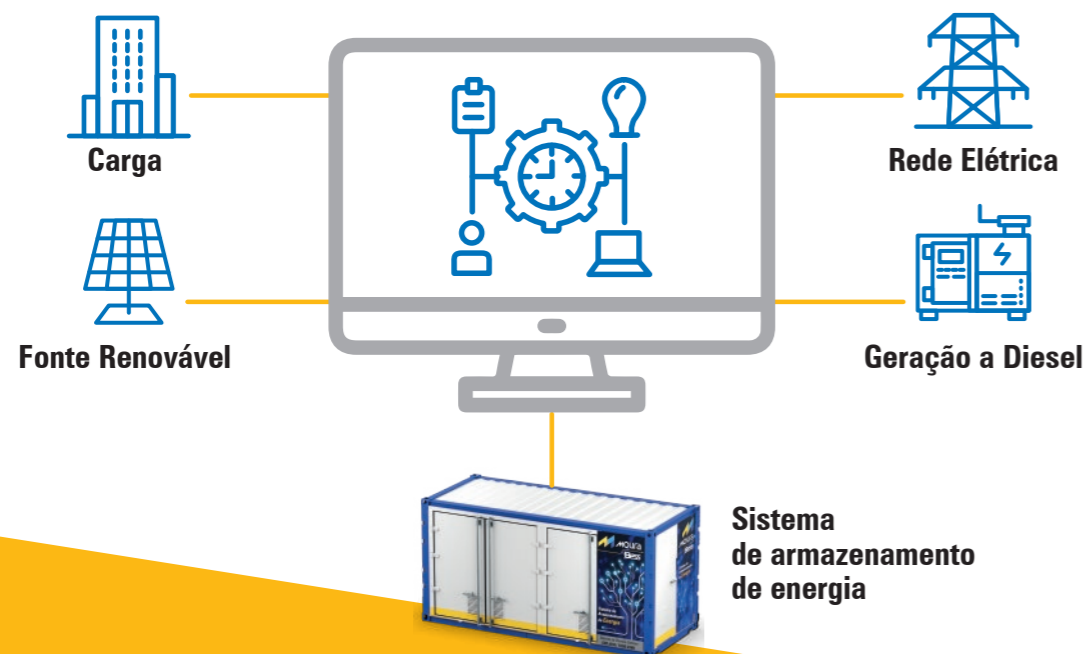 Carga
Rede Elétrica
Fonte Renovável
Geração a Diesel
Sistema
de armazenamento
de energia
moura
Bess